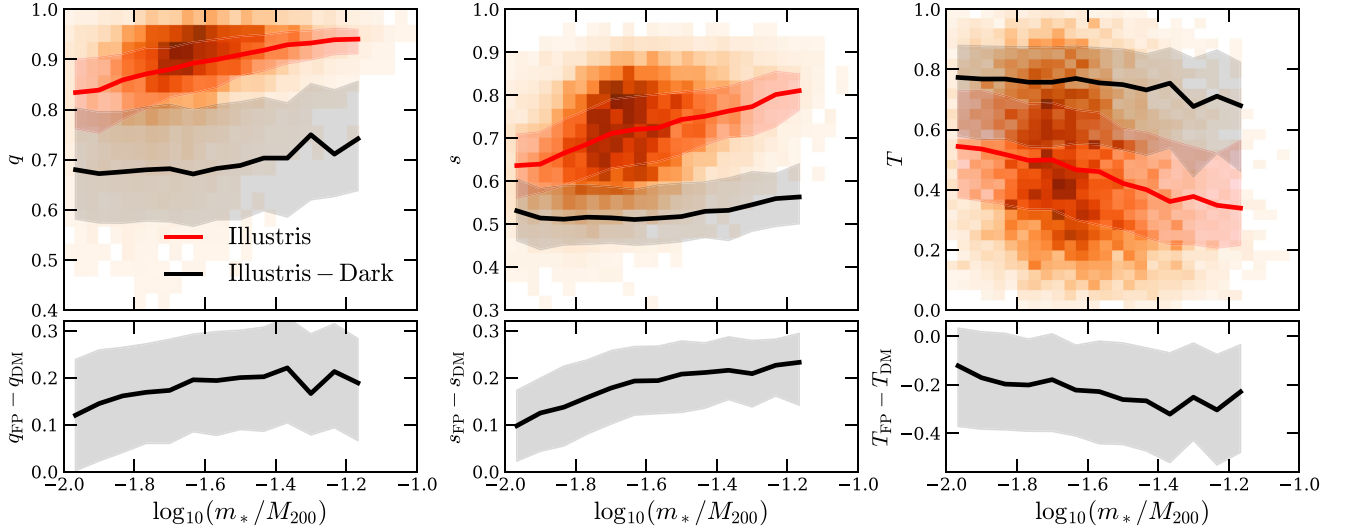 1.0
0.9
0.8
0.7
0.6
0.5
0.4
q
Illustris
Illustris − Dark
0.3
0.2
0.1
0.0
q_FP − q_DM
−2.0 −1.8 −1.6 −1.4 −1.2 −1.0
log₁₀(m_*/M₂₀₀)
1.0
0.9
0.8
0.7
0.6
0.5
0.4
0.3
s
0.3
0.2
0.1
0.0
s_FP − s_DM
−2.0 −1.8 −1.6 −1.4 −1.2 −1.0
log₁₀(m_*/M₂₀₀)
1.0
0.8
0.6
0.4
0.2
0.0
T
0.0
−0.2
−0.4
T_FP − T_DM
−2.0 −1.8 −1.6 −1.4 −1.2 −1.0
log₁₀(m_*/M₂₀₀)